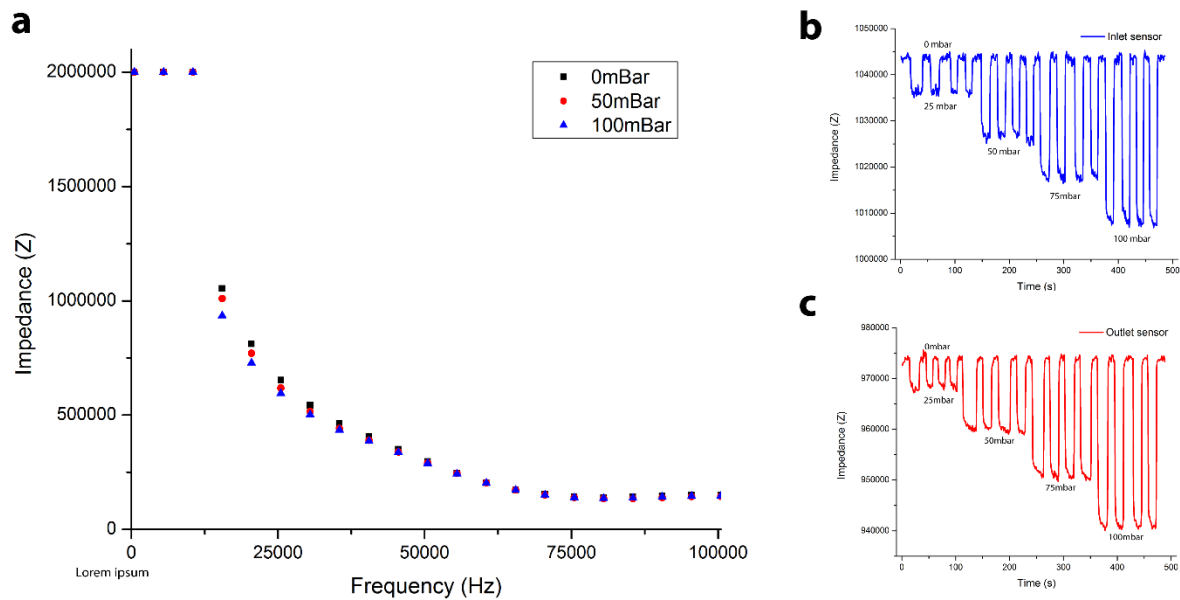 a
2000000
1500000
1000000
500000
0
Impedance (Z)
0mBar
50mBar
100mBar
0
25000
50000
75000
100000
Lorem ipsum
Frequency (Hz)
b
1050000
1040000
1030000
1020000
1010000
1000000
Impedance (Z)
Inlet sensor
0 mbar
25 mbar
50 mbar
75mbar
100 mbar
0
100
200
300
400
500
Time (s)
c
980000
970000
960000
950000
940000
Impedance (Z)
Outlet sensor
0mbar
25mbar
50mbar
75mbar
100mbar
0
100
200
300
400
500
Time (s)